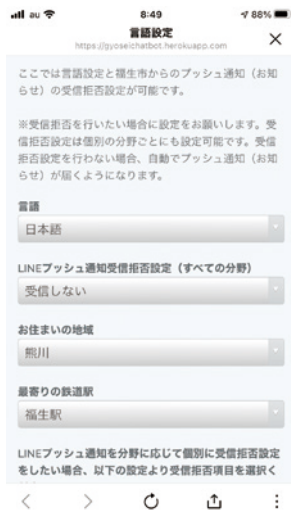 au 8:49 88%
言語設定
https://gyoseichatbot.herokuapp.com
ここでは言語設定と福生市からのプッシュ通知(お知
らせ)の受信拒否設定が可能です。
※受信拒否を行いたい場合に設定をお願いします。受
信拒否設定は個別の分野ごとにも設定可能です。受信
拒否設定を行わない場合、自動でプッシュ通知(お知
らせ)が届くようになります。
言語
日本語
LINEプッシュ通知受信拒否設定(すべての分野)
受信しない
お住まいの地域
熊川
最寄りの鉄道駅
福生駅
LINEプッシュ通知を分野に応じて個別に受信拒否設定
をしたい場合、以下の設定より受信拒否項目を選択く